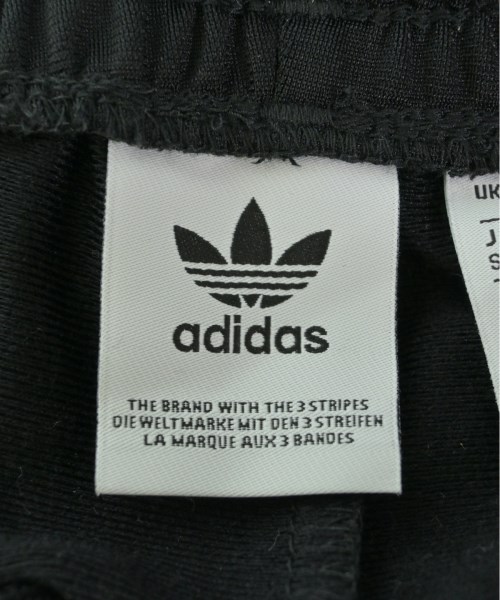 adidas
THE BRAND WITH THE 3 STRIPES
DIE WELTMARKE MIT DEN 3 STREIFEN
LA MARQUE AUX 3 BANDES
UK
J
S